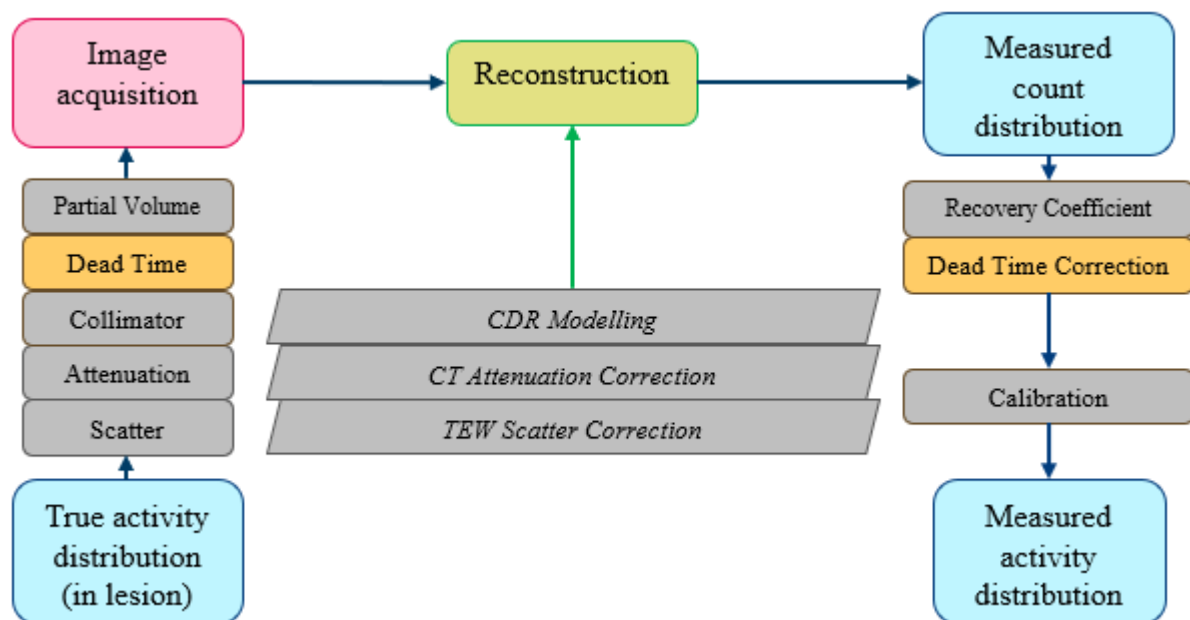 Image
acquisition
Reconstruction
Measured
count
distribution
Partial Volume
Dead Time
Collimator
Attenuation
Scatter
True activity
distribution
(in lesion)
CDR Modelling
CT Attenuation Correction
TEW Scatter Correction
Recovery Coefficient
Dead Time Correction
Calibration
Measured
activity
distribution